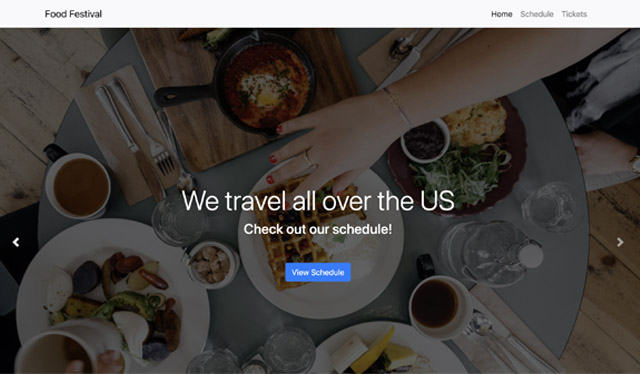 Food Festival
Home Schedule Tickets
We travel all over the US
Check out our schedule!
View Schedule